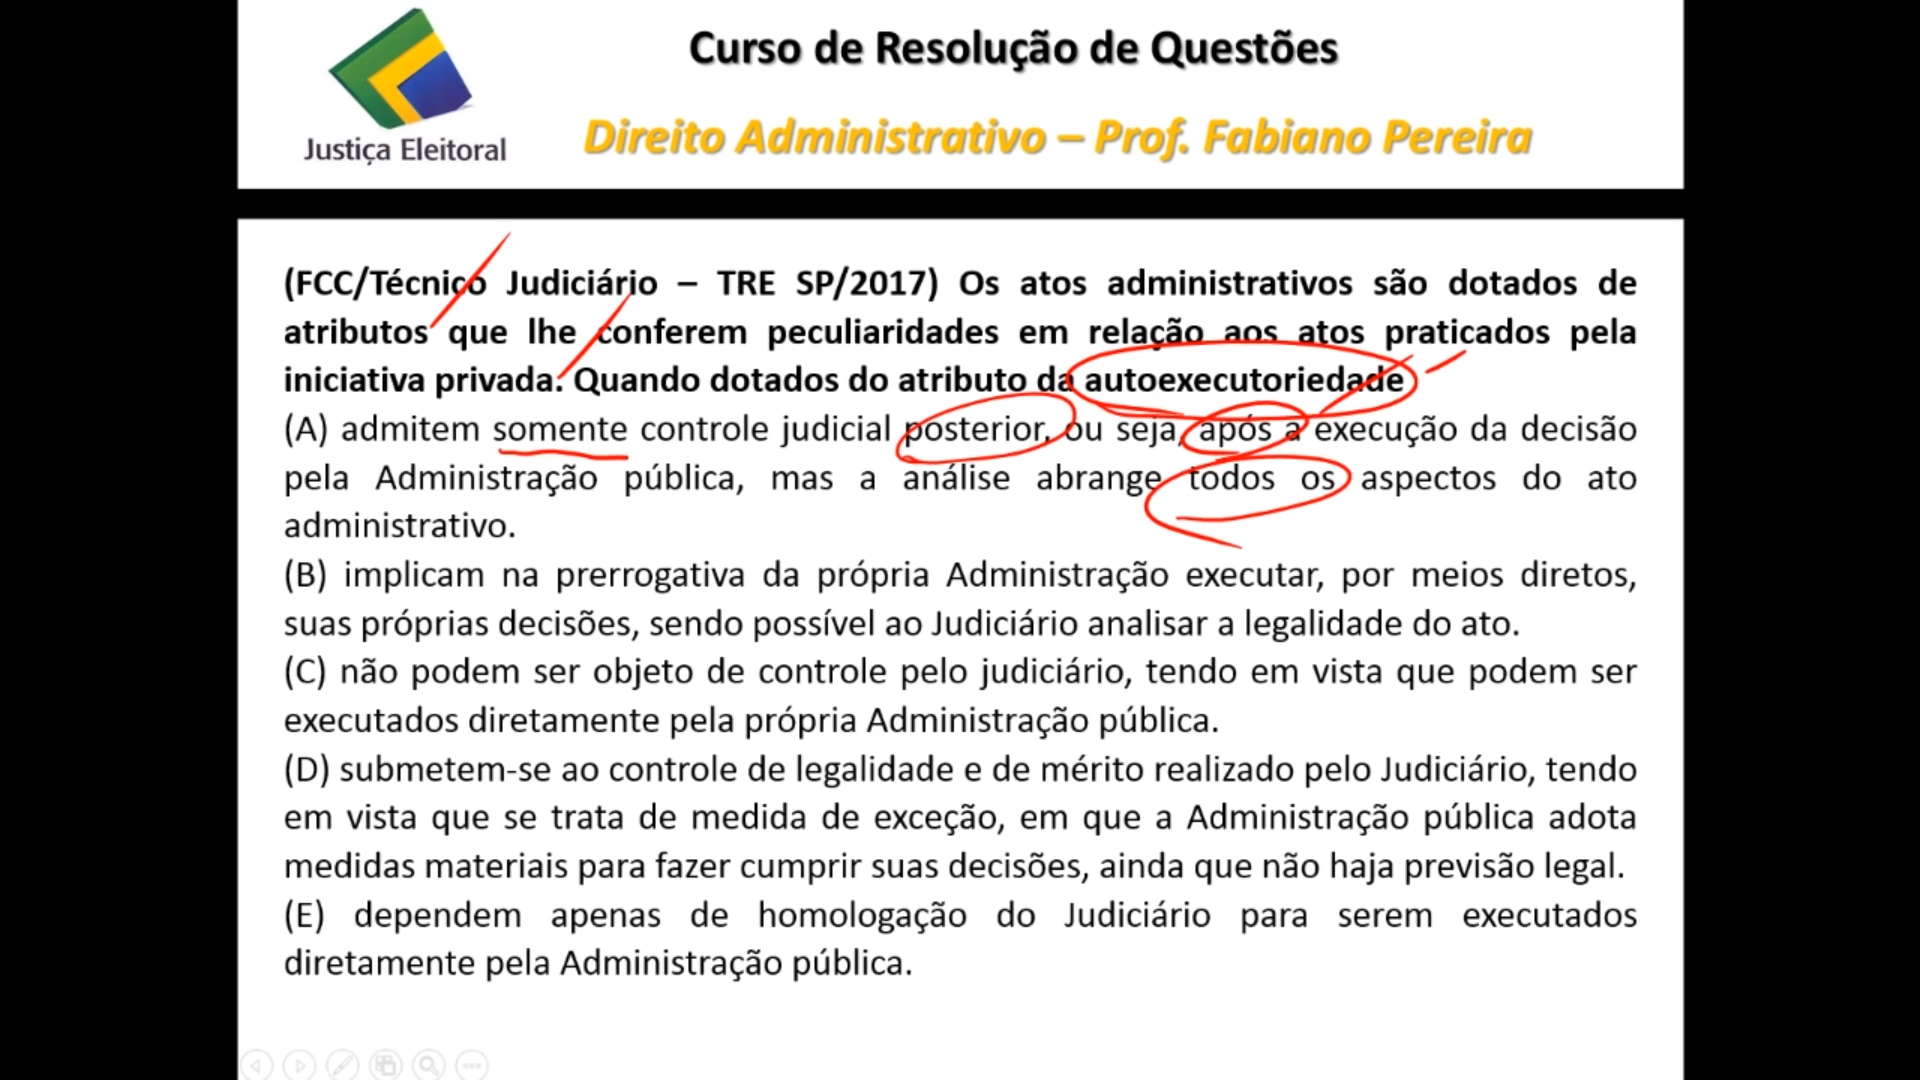 Curso de Resolução de Questões
Direito Administrativo – Prof. Fabiano Pereira
Justiça Eleitoral
(FCC/Técnico Judiciário – TRE SP/2017) Os atos administrativos são dotados de
atributos que lhe conferem peculiaridades em relação aos atos praticados pela
iniciativa privada. Quando dotados do atributo da autoexecutoriedade
(A) admitem somente controle judicial posterior, ou seja, após a execução da decisão
pela Administração pública, mas a análise abrange todos os aspectos do ato
administrativo.
(B) implicam na prerrogativa da própria Administração executar, por meios diretos,
suas próprias decisões, sendo possível ao Judiciário analisar a legalidade do ato.
(C) não podem ser objeto de controle pelo judiciário, tendo em vista que podem ser
executados diretamente pela própria Administração pública.
(D) submetem-se ao controle de legalidade e de mérito realizado pelo Judiciário, tendo
em vista que se trata de medida de exceção, em que a Administração pública adota
medidas materiais para fazer cumprir suas decisões, ainda que não haja previsão legal.
(E) dependem apenas de homologação do Judiciário para serem executados
diretamente pela Administração pública.